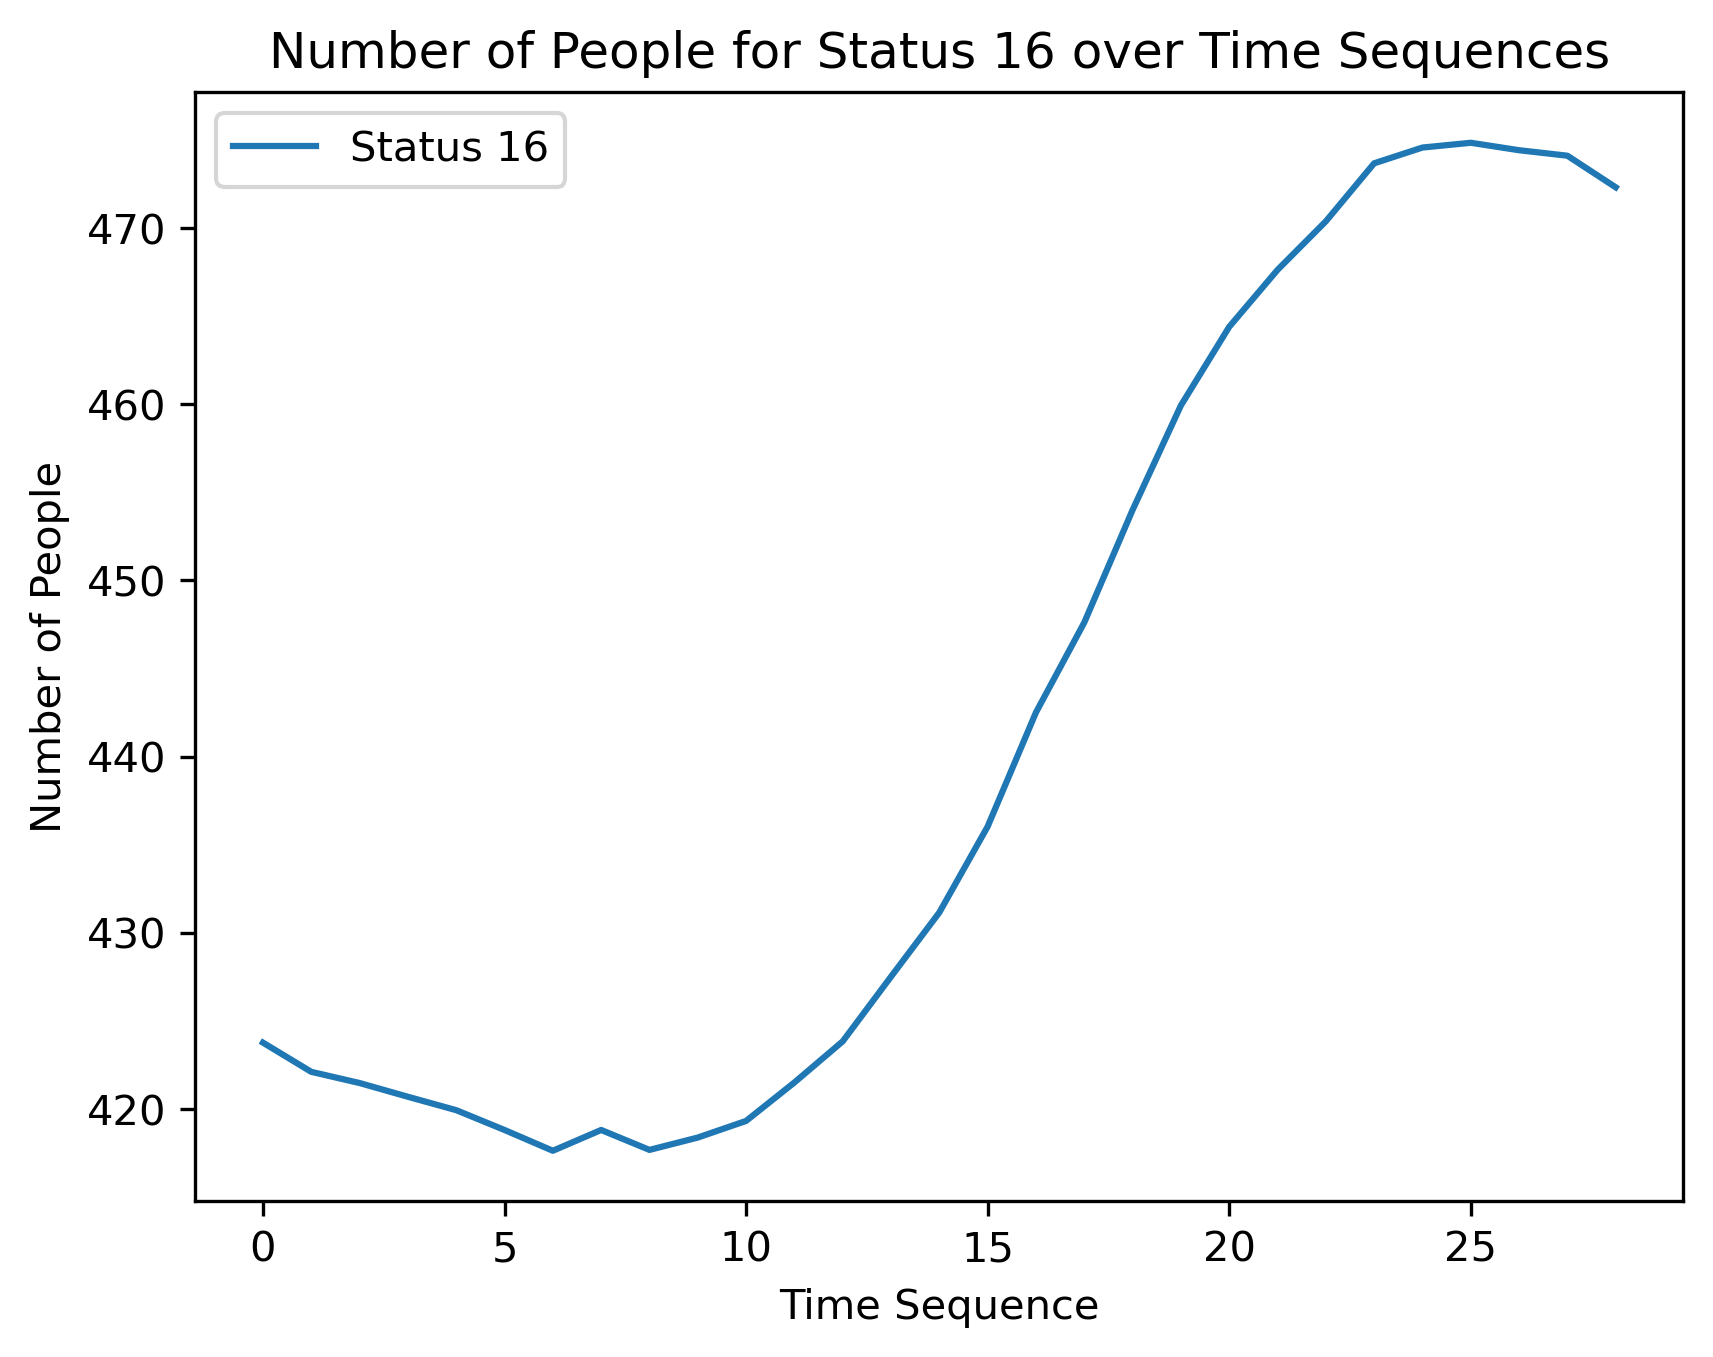 Number of People for Status 16 over Time Sequences
Status 16
470
460
450
440
430
420
Number of People
0 5 10 15 20 25
Time Sequence